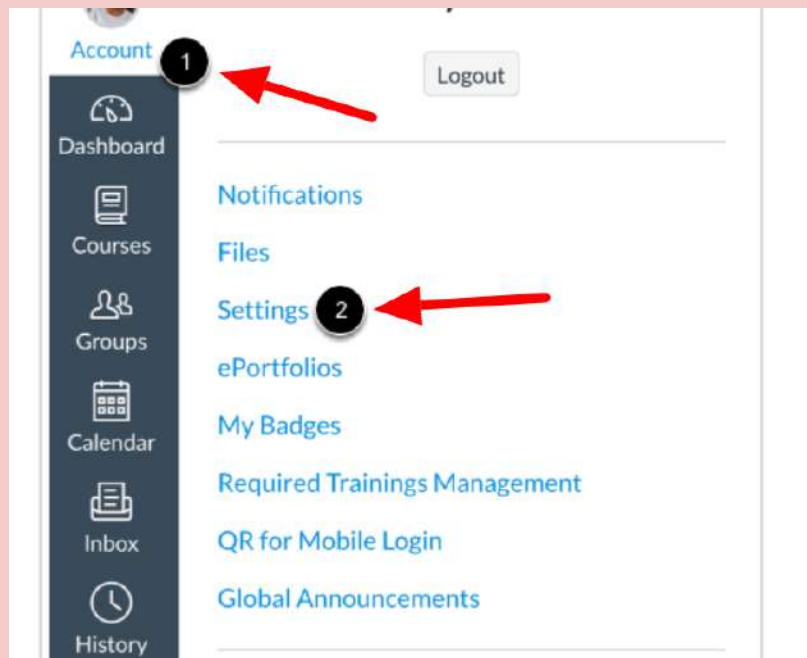 Account
1
Logout
Dashboard
Notifications
Courses
Files
Settings 2
Groups
ePortfolios
My Badges
Calendar
Required Trainings Management
Inbox
QR for Mobile Login
Global Announcements
History